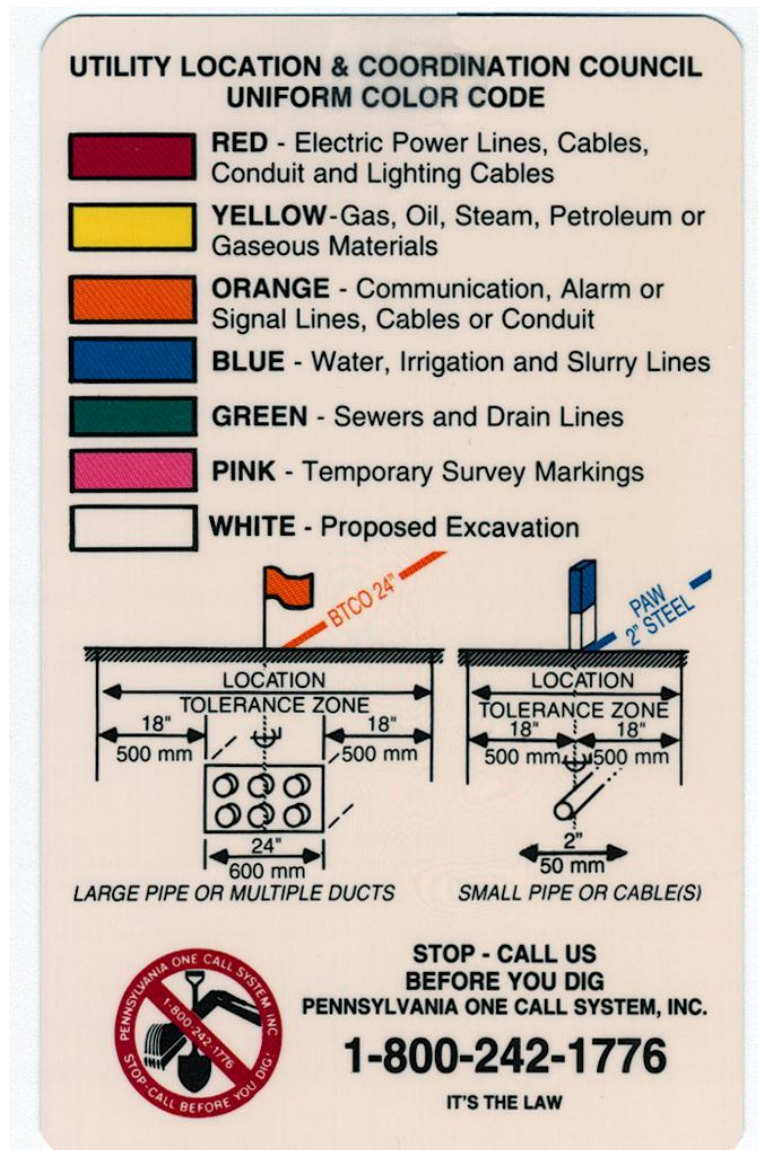 UTILITY LOCATION & COORDINATION COUNCIL
UNIFORM COLOR CODE
RED - Electric Power Lines, Cables,
Conduit and Lighting Cables
YELLOW-Gas, Oil, Steam, Petroleum or
Gaseous Materials
ORANGE - Communication, Alarm or
Signal Lines, Cables or Conduit
BLUE - Water, Irrigation and Slurry Lines
GREEN - Sewers and Drain Lines
PINK - Temporary Survey Markings
WHITE - Proposed Excavation
BTCO 24"
LOCATION
TOLERANCE ZONE
18"
500 mm
18"
500 mm
24"
600 mm
LARGE PIPE OR MULTIPLE DUCTS
PAW
2" STEEL
LOCATION
TOLERANCE ZONE
18"
500 mm
18"
500 mm
2"
50 mm
SMALL PIPE OR CABLE(S)
PENNSYLVANIA ONE CALL SYSTEM, INC
1-800-242-1776
STOP-CALL BEFORE YOU DIG!
STOP - CALL US
BEFORE YOU DIG
PENNSYLVANIA ONE CALL SYSTEM, INC.
1-800-242-1776
IT'S THE LAW